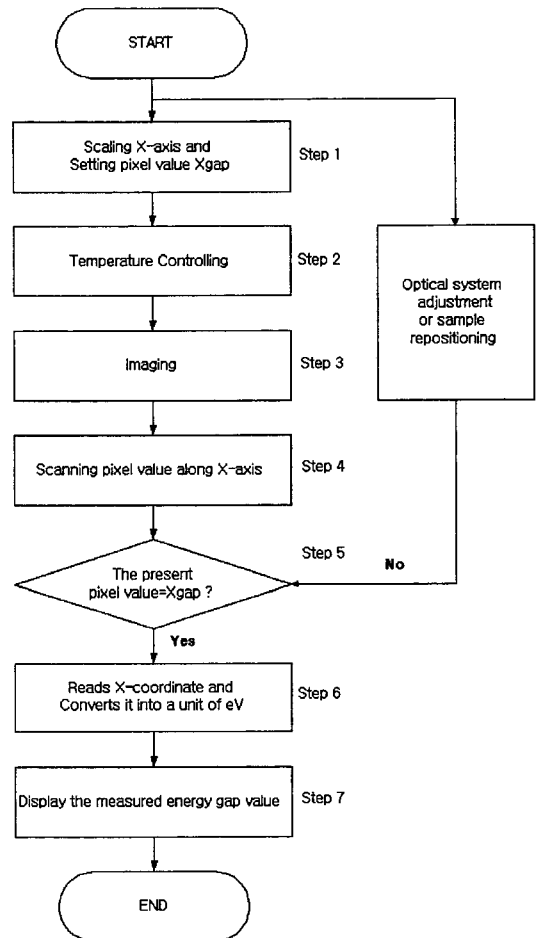 START
Scaling X-axis and
Setting pixel value Xgap
Step 1
Temperature Controlling
Step 2
Optical system
adjustment
or sample
repositioning
Imaging
Step 3
Scanning pixel value along X-axis
Step 4
Step 5
No
The present
pixel value=Xgap ?
Yes
Reads X-coordinate and
Converts it into a unit of eV
Step 6
Display the measured energy gap value
Step 7
END